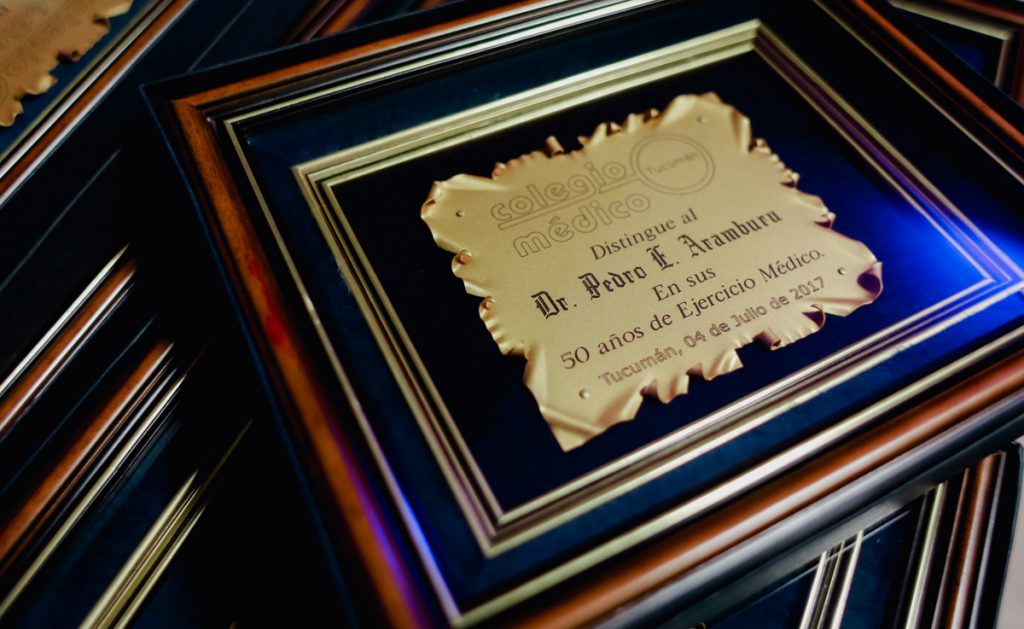 colegio
médico
Tucumán
Distingue al
Dr. Pedro E. Aramburu
En sus
50 años de Ejercicio Médico.
Tucumán, 04 de Julio de 2017